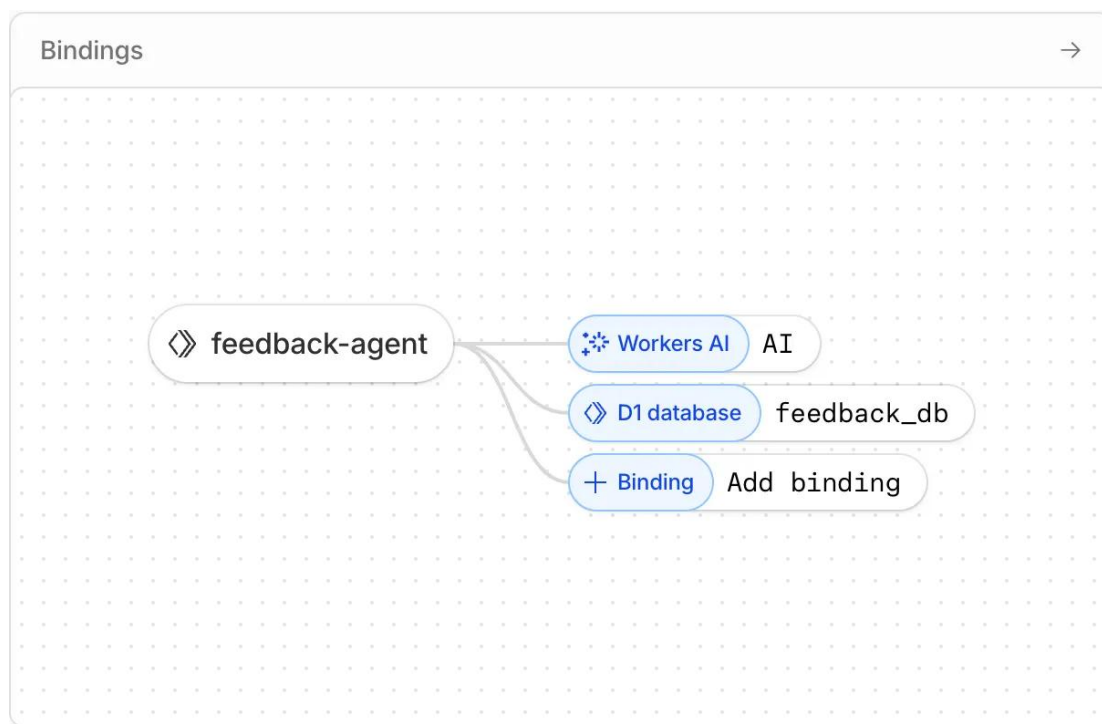 Bindings
feedback-agent
Workers AI AI
D1 database feedback_db
Binding Add binding